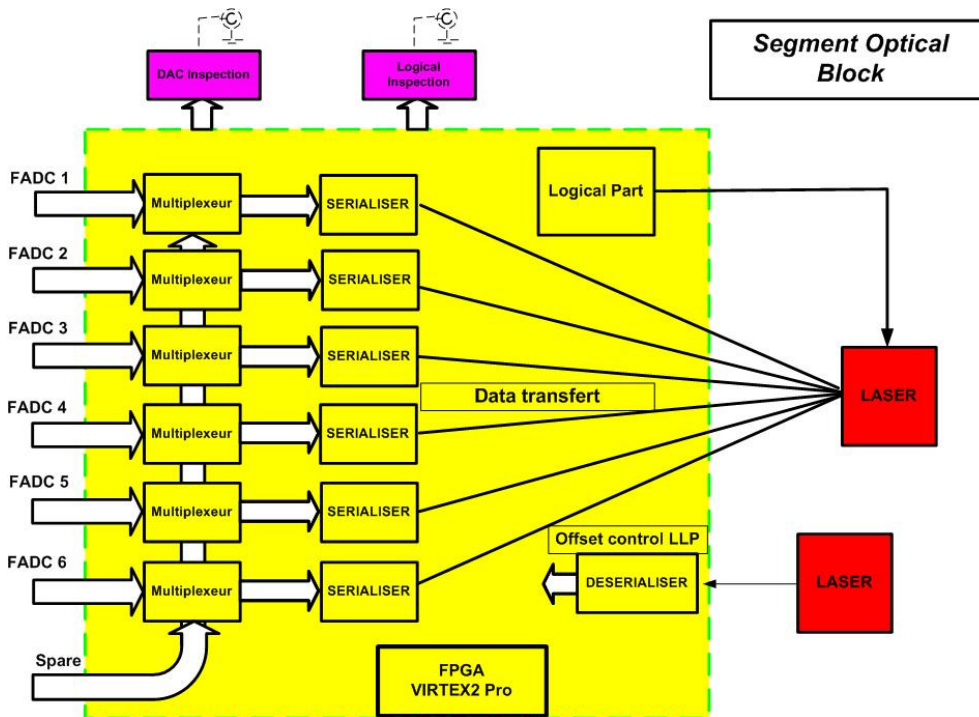 C
C
DAC Inspection
Logical
Inspection
Segment Optical
Block
FADC 1
Multiplexeur
SERIALISER
Logical Part
FADC 2
Multiplexeur
SERIALISER
FADC 3
Multiplexeur
SERIALISER
Data transfert
LASER
FADC 4
Multiplexeur
SERIALISER
FADC 5
Multiplexeur
SERIALISER
Offset control LLP
FADC 6
Multiplexeur
SERIALISER
DESERIALISER
LASER
Spare
FPGA
VIRTEX2 Pro